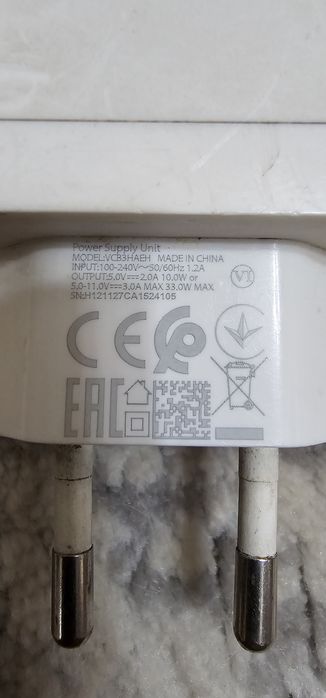 Power Supply Unit
MODEL:VCB3HAEH MADE IN CHINA
INPUT:100-240V~50/60Hz 1.2A
OUTPUT:5.0V⎓2.0A 10.0W or
5.0-11.0V⎓3.0A MAX 33.0W MAX
SN:H121127CA1524105
VI
CE
EAC